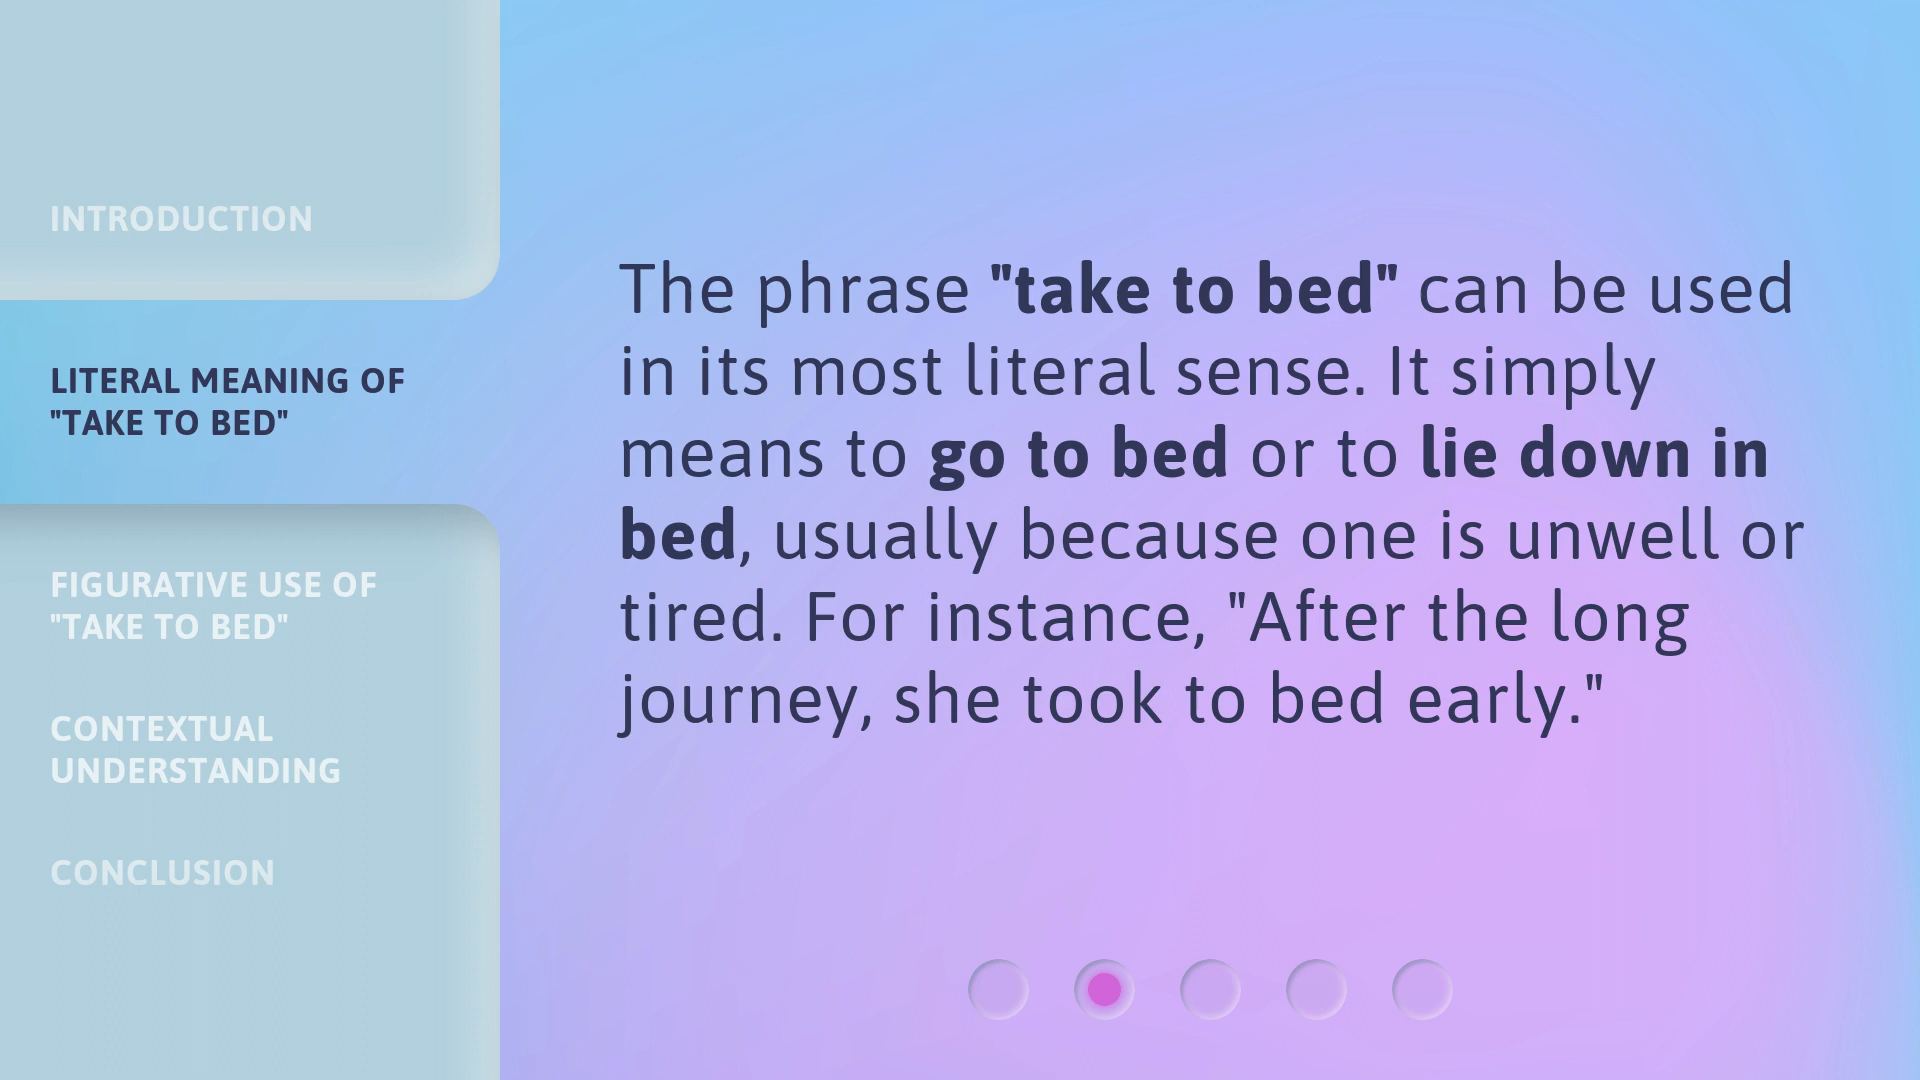 INTRODUCTION
LITERAL MEANING OF
"TAKE TO BED"
FIGURATIVE USE OF
"TAKE TO BED"
CONTEXTUAL
UNDERSTANDING
CONCLUSION
The phrase "take to bed" can be used
in its most literal sense. It simply
means to go to bed or to lie down in
bed, usually because one is unwell or
tired. For instance, "After the long
journey, she took to bed early."